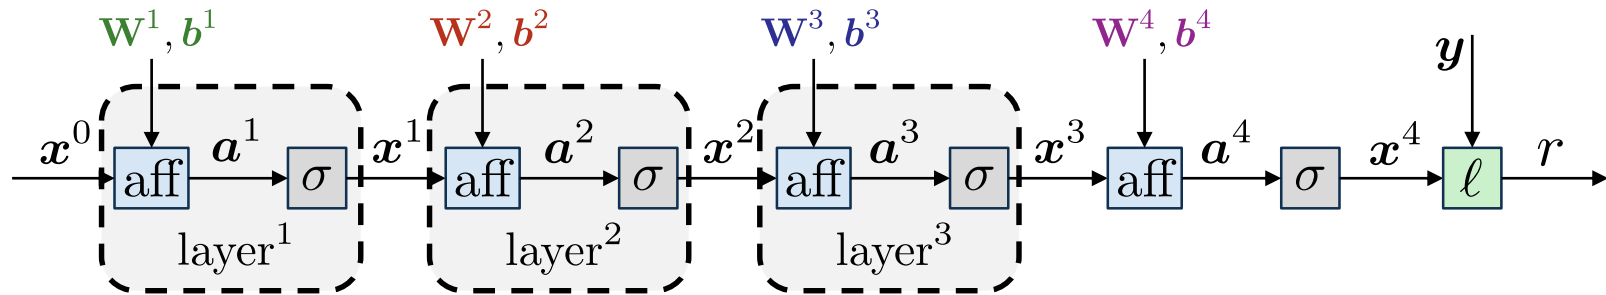 W¹, b¹ W², b² W³, b³ W⁴, b⁴ y
x⁰ aff a¹ σ x¹ aff a² σ x² aff a³ σ x³ aff a⁴ σ x⁴ ℓ r
layer¹ layer² layer³